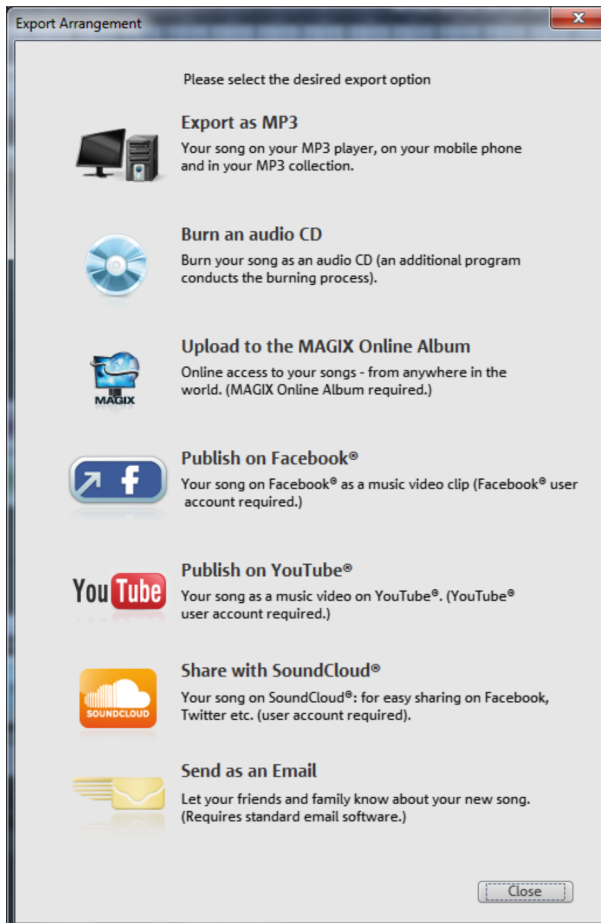 Export Arrangement
Please select the desired export option
Export as MP3
Your song on your MP3 player, on your mobile phone
and in your MP3 collection.
Burn an audio CD
Burn your song as an audio CD (an additional program
conducts the burning process).
MAGIX
Upload to the MAGIX Online Album
Online access to your songs - from anywhere in the
world. (MAGIX Online Album required.)
f
Publish on Facebook®
Your song on Facebook® as a music video clip (Facebook® user
account required.)
YouTube
Publish on YouTube®
Your song as a music video on YouTube®. (YouTube®
user account required.)
SOUNDCLOUD
Share with SoundCloud®
Your song on SoundCloud®: for easy sharing on Facebook,
Twitter etc. (user account required).
Send as an Email
Let your friends and family know about your new song.
(Requires standard email software.)
Close